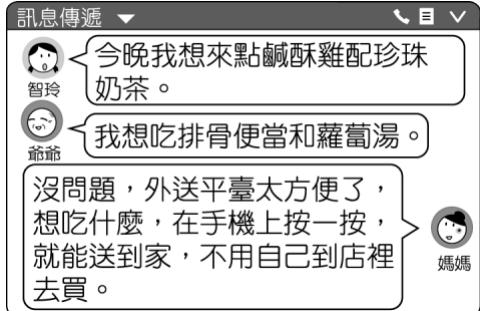 訊息傳遞
今晚我想來點鹹酥雞配珍珠
奶茶。
智玲
我想吃排骨便當和蘿蔔湯。
爺爺
沒問題，外送平臺太方便了，
想吃什麼，在手機上按一按，
就能送到家，不用自己到店裡
去買。
媽媽